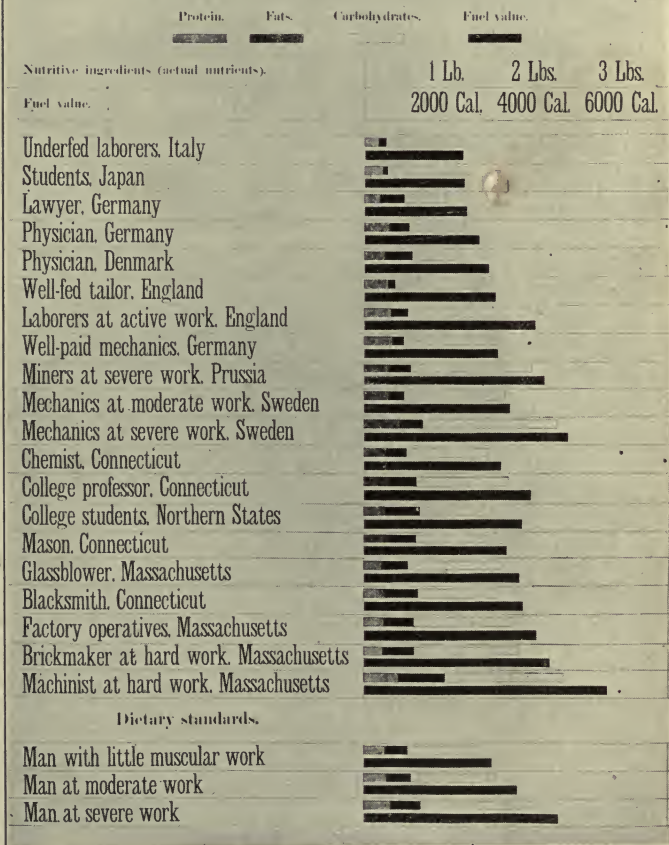 Protein. Fats. Carbohydrates. Fuel value.
Nutritive ingredients (actual nutrients). 1 Lb. 2 Lbs. 3 Lbs.
Fuel value. 2000 Cal. 4000 Cal. 6000 Cal.
Underfed laborers, Italy
Students, Japan
Lawyer, Germany
Physician, Germany
Physician, Denmark
Well-fed tailor, England
Laborers at active work, England
Well-paid mechanics, Germany
Miners at severe work, Prussia
Mechanics at moderate work, Sweden
Mechanics at severe work, Sweden
Chemist, Connecticut
College professor, Connecticut
College students, Northern States
Mason, Connecticut
Glassblower, Massachusetts
Blacksmith, Connecticut
Factory operatives, Massachusetts
Brickmaker at hard work, Massachusetts
Machinist at hard work, Massachusetts
Dietary standards.
Man with little muscular work
Man at moderate work
Man at severe work